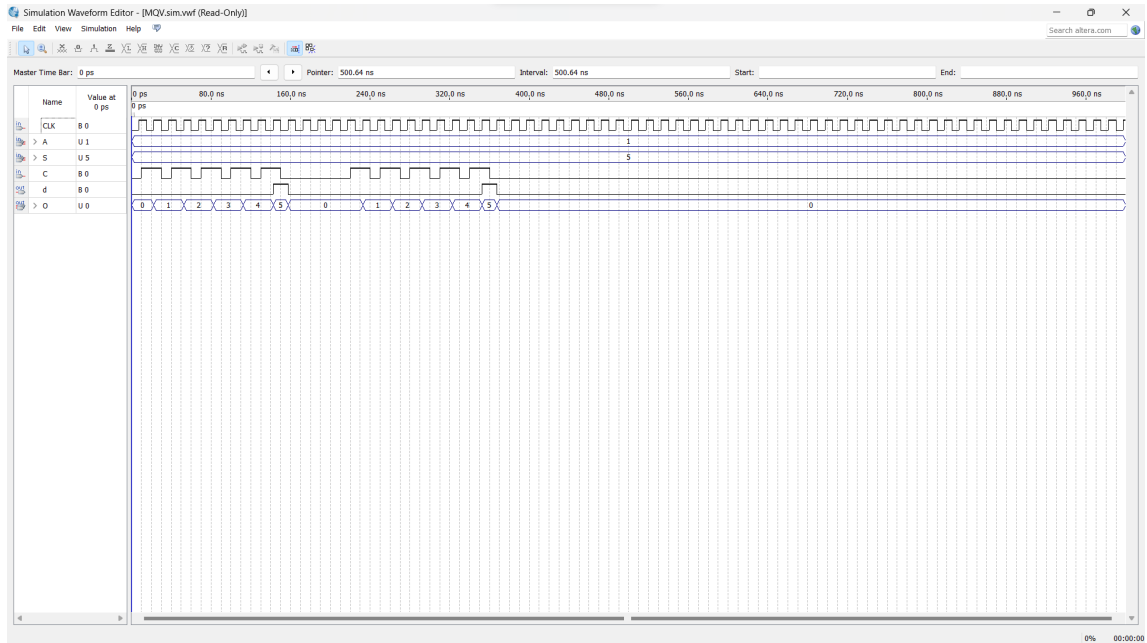 Simulation Waveform Editor - [MQV.sim.vwf (Read-Only)]
File Edit View Simulation Help
Search altera.com
Master Time Bar: 0 ps Pointer: 500.64 ns Interval: 500.64 ns Start: End:
Name Value at 0 ps
0 ps 80.0 ns 160.0 ns 240.0 ns 320.0 ns 400.0 ns 480.0 ns 560.0 ns 640.0 ns 720.0 ns 800.0 ns 880.0 ns 960.0 ns
0 ps
CLK B 0
> A U 1 1
> S U 5 5
C B 0
d B 0
> O U 0 0 1 2 3 4 5 0 1 2 3 4 5 0
0% 00:00:00